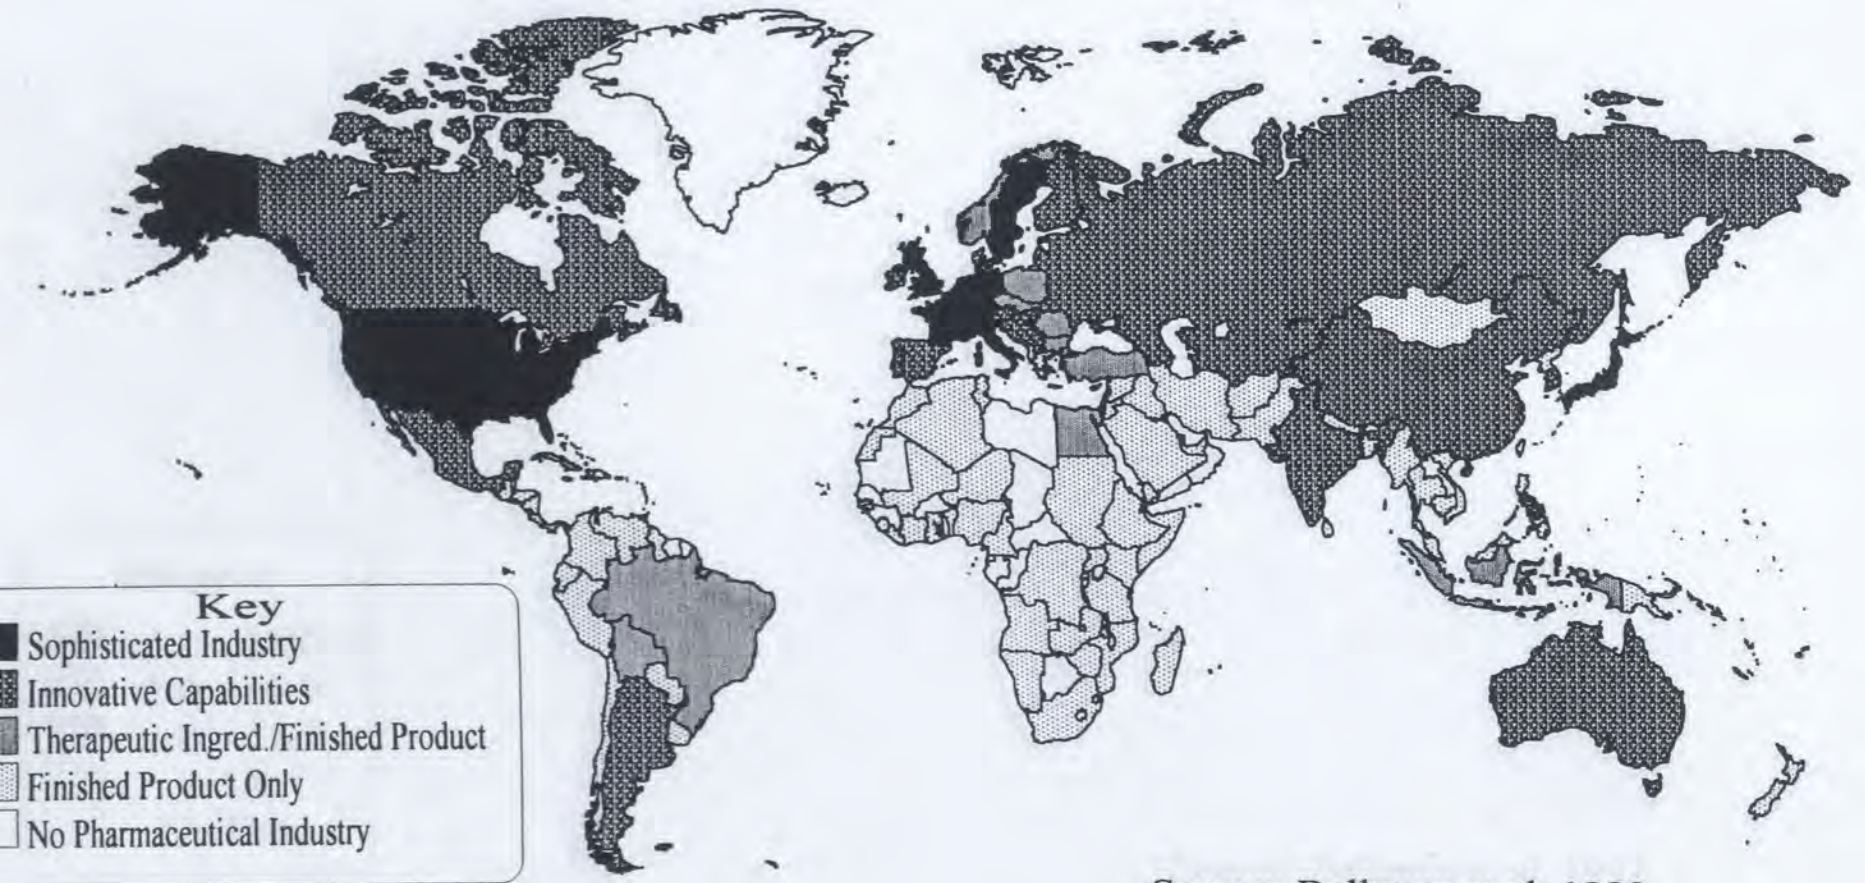 Key
Sophisticated Industry
Innovative Capabilities
Therapeutic Ingred./Finished Product
Finished Product Only
No Pharmaceutical Industry